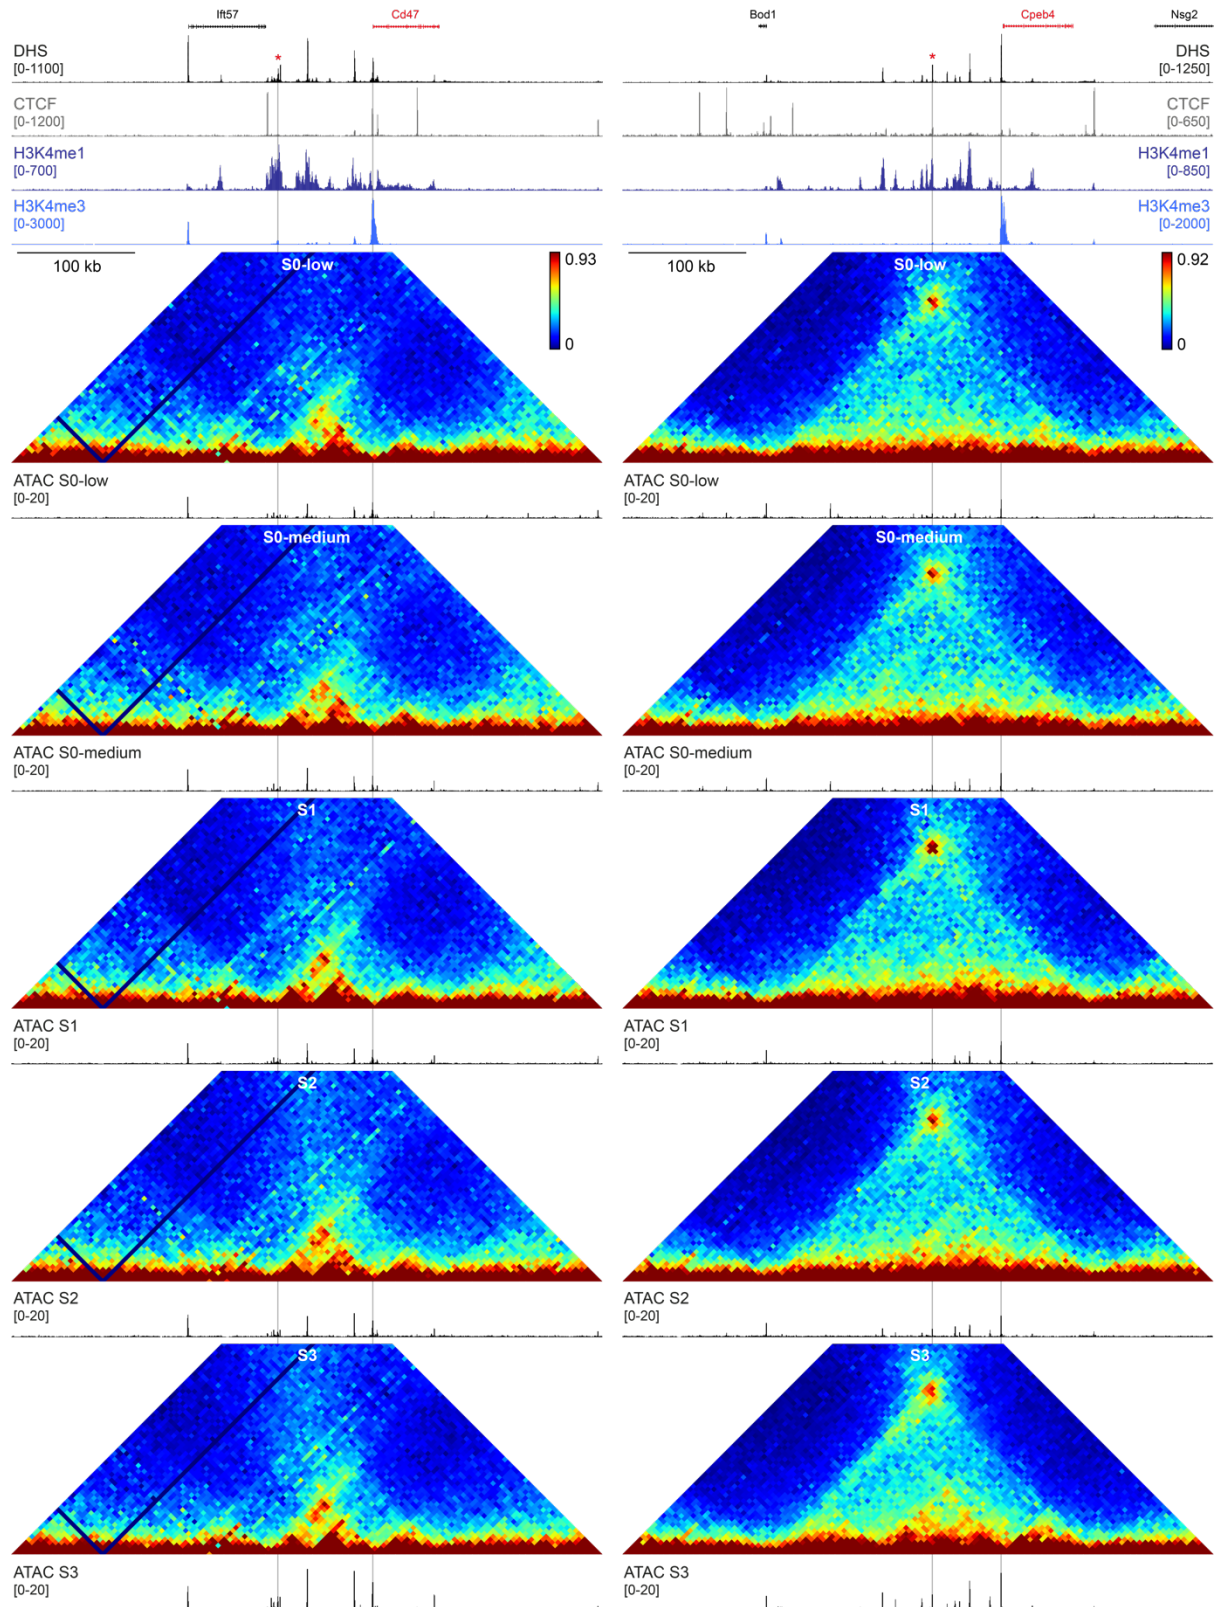 Ift57 Cd47 Bod1 Cpeb4 Nsg2
DHS
[0-1100]
*
*
DHS
[0-1250]
CTCF
[0-1200]
CTCF
[0-650]
H3K4me1
[0-700]
H3K4me1
[0-850]
H3K4me3
[0-3000]
H3K4me3
[0-2000]
100 kb
S0-low
0.93
0
100 kb
S0-low
0.92
0
ATAC S0-low
[0-20]
ATAC S0-low
[0-20]
S0-medium
S0-medium
ATAC S0-medium
[0-20]
ATAC S0-medium
[0-20]
S1
S1
ATAC S1
[0-20]
ATAC S1
[0-20]
S2
S2
ATAC S2
[0-20]
ATAC S2
[0-20]
S3
S3
ATAC S3
[0-20]
ATAC S3
[0-20]